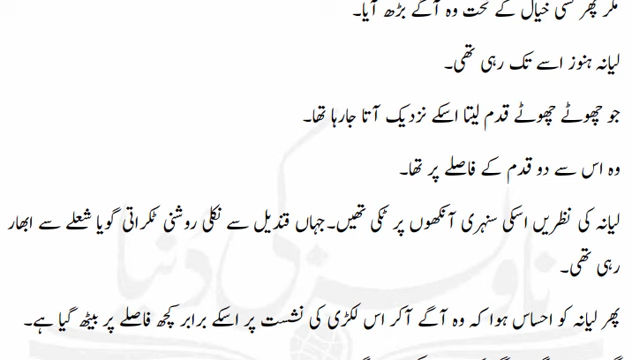 مگر پھر کسی خیال کے تحت وہ آگے بڑھ آیا۔
لیانہ ہنوز اسے تک رہی تھی۔
جو چھوٹے چھوٹے قدم لیتا اسکے نزدیک آتا جارہا تھا۔
وہ اس سے دو قدم کے فاصلے پر تھا۔
لیانہ کی نظریں اسکی سنہری آنکھوں پر ٹکی تھیں۔جہاں قندیل سے نکلی روشنی ٹکراتی گویا شعلے سے ابھار
رہی تھی۔
پھر لیانہ کو احساس ہوا کہ وہ آگے آکر اس لکڑی کی نشست پر اسکے برابر کچھ فاصلے پر بیٹھ گیا ہے۔
ناولز کی دنیا